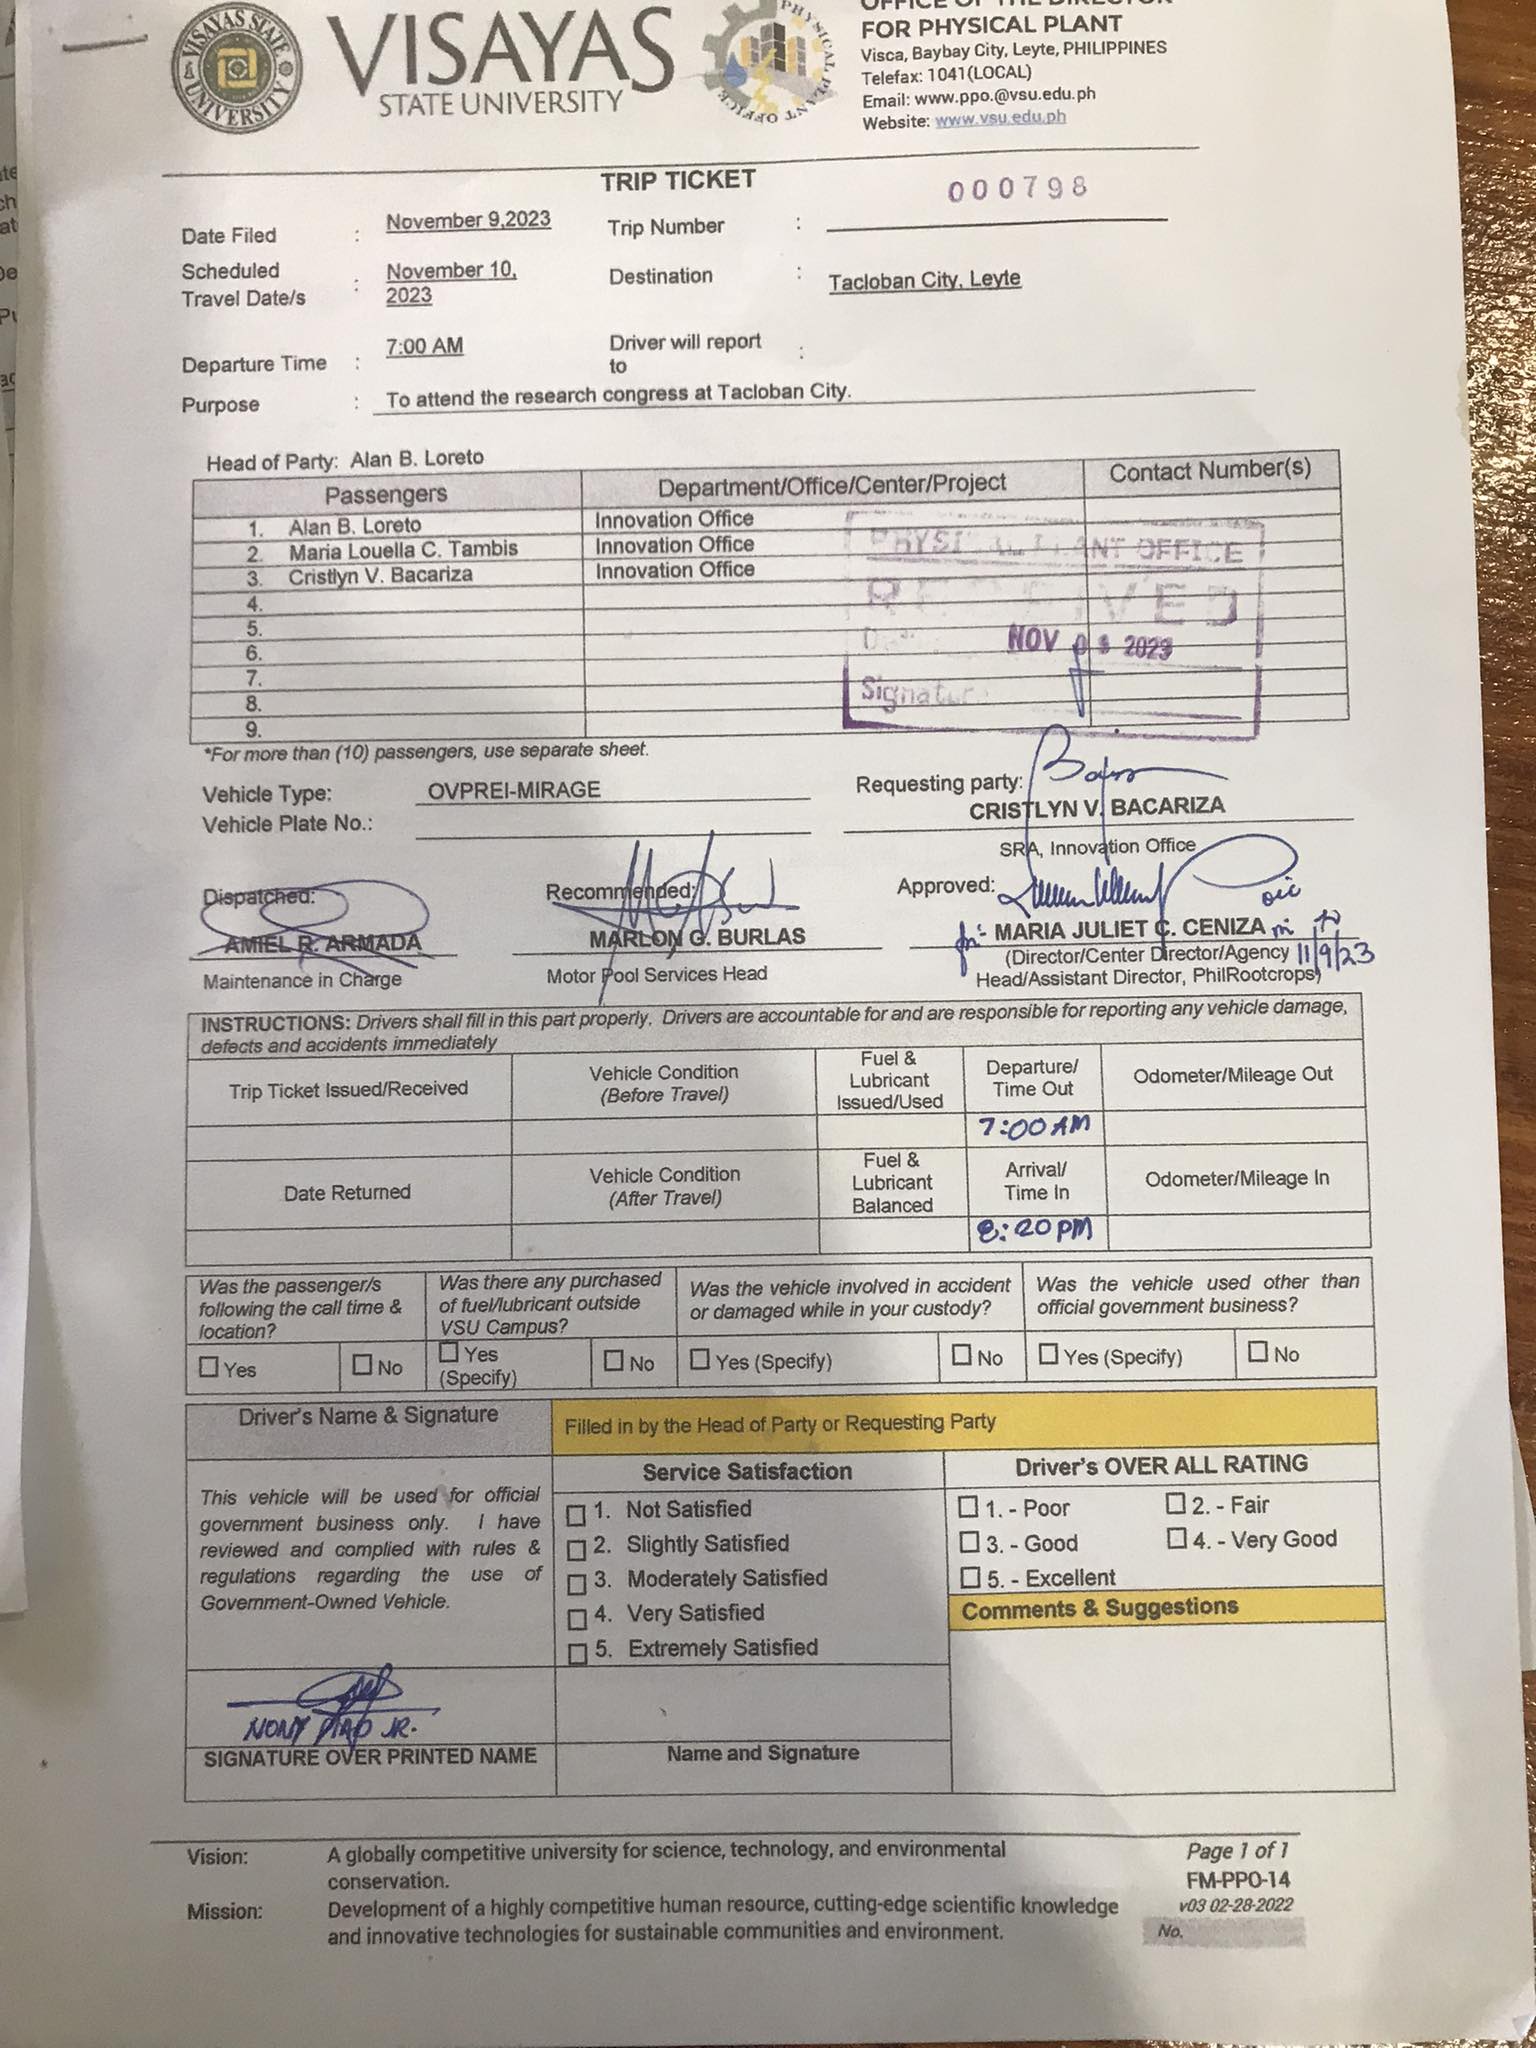 VISAYAS STATE UNIVERSITY
VISAYAS
STATE UNIVERSITY
PHYSICAL PLANT OFFICE
OFFICE OF THE DIRECTOR
FOR PHYSICAL PLANT
Visca, Baybay City, Leyte, PHILIPPINES
Telefax: 1041(LOCAL)
Email: www.ppo.@vsu.edu.ph
Website: www.vsu.edu.ph
TRIP TICKET
000798
Date Filed : November 9,2023 Trip Number :
Scheduled Travel Date/s : November 10, 2023 Destination : Tacloban City, Leyte
Departure Time : 7:00 AM Driver will report to :
Purpose : To attend the research congress at Tacloban City.
Head of Party: Alan B. Loreto
Passengers Department/Office/Center/Project Contact Number(s)
1. Alan B. Loreto Innovation Office
2. Maria Louella C. Tambis Innovation Office
3. Cristlyn V. Bacariza Innovation Office
4.
5.
6.
7.
8.
9.
PHYSICAL PLANT OFFICE
RECEIVED
NOV 2023
Signature
*For more than (10) passengers, use separate sheet.
Vehicle Type: OVPREI-MIRAGE
Vehicle Plate No.:
Requesting party:
CRISTLYN V. BACARIZA
SRA, Innovation Office
Dispatched: Recommended: Approved:
oic
AMIEL R. ARMADA MARLON G. BURLAS for: MARIA JULIET C. CENIZA
Maintenance in Charge Motor Pool Services Head (Director/Center Director/Agency 11/9/23
Head/Assistant Director, PhilRootcrops)
INSTRUCTIONS: Drivers shall fill in this part properly. Drivers are accountable for and are responsible for reporting any vehicle damage,
defects and accidents immediately
Trip Ticket Issued/Received Vehicle Condition (Before Travel) Fuel & Lubricant Issued/Used Departure/ Time Out Odometer/Mileage Out
7:00 AM
Date Returned Vehicle Condition (After Travel) Fuel & Lubricant Balanced Arrival/ Time In Odometer/Mileage In
8:20 PM
Was the passenger/s following the call time & location?
Was there any purchased of fuel/lubricant outside VSU Campus?
Was the vehicle involved in accident or damaged while in your custody?
Was the vehicle used other than official government business?
Yes No Yes (Specify) No Yes (Specify) No Yes (Specify) No
Driver's Name & Signature
Filled in by the Head of Party or Requesting Party
This vehicle will be used for official
government business only. I have
reviewed and complied with rules &
regulations regarding the use of
Government-Owned Vehicle.
Service Satisfaction
1. Not Satisfied
2. Slightly Satisfied
3. Moderately Satisfied
4. Very Satisfied
5. Extremely Satisfied
Driver's OVER ALL RATING
1. - Poor 2. - Fair
3. - Good 4. - Very Good
5. - Excellent
Comments & Suggestions
NONY JR.
SIGNATURE OVER PRINTED NAME
Name and Signature
Vision: A globally competitive university for science, technology, and environmental
conservation.
Mission: Development of a highly competitive human resource, cutting-edge scientific knowledge
and innovative technologies for sustainable communities and environment.
Page 1 of 1
FM-PPO-14
v03 02-28-2022
No.